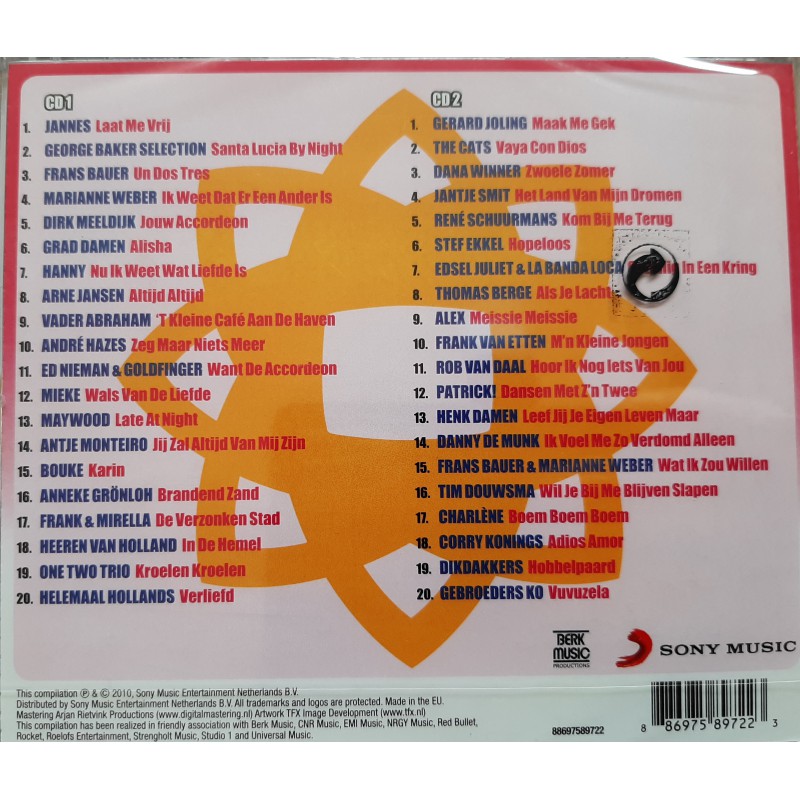 CD1
1. JANNES Laat Me Vrij
2. GEORGE BAKER SELECTION Santa Lucia By Night
3. FRANS BAUER Un Dos Tres
4. MARIANNE WEBER Ik Weet Dat Er Een Ander Is
5. DIRK MEELDIJK Jouw Accordeon
6. GRAD DAMEN Alisha
7. HANNY Nu Ik Weet Wat Liefde Is
8. ARNE JANSEN Altijd Altijd
9. VADER ABRAHAM 'T Kleine Café Aan De Haven
10. ANDRÉ HAZES Zeg Maar Niets Meer
11. ED NIEMAN & GOLDFINGER Want De Accordeon
12. MIEKE Wals Van De Liefde
13. MAYWOOD Late At Night
14. ANTJE MONTEIRO Jij Zal Altijd Van Mij Zijn
15. BOUKE Karin
16. ANNEKE GRÖNLOH Brandend Zand
17. FRANK & MIRELLA De Verzonken Stad
18. HEEREN VAN HOLLAND In De Hemel
19. ONE TWO TRIO Kroelen Kroelen
20. HELEMAAL HOLLANDS Verliefd
CD2
1. GERARD JOLING Maak Me Gek
2. THE CATS Vaya Con Dios
3. DANA WINNER Zwoele Zomer
4. JANTJE SMIT Het Land Van Mijn Dromen
5. RENÉ SCHUURMANS Kom Bij Me Terug
6. STEF EKKEL Hopeloos
7. EDSEL JULIET & LA BANDA LOCA In Een Kring
8. THOMAS BERGE Als Je Lacht
9. ALEX Meissie Meissie
10. FRANK VAN ETTEN M'n Kleine Jongen
11. ROB VAN DAAL Hoor Ik Nog Iets Van Jou
12. PATRICK! Dansen Met Z'n Twee
13. HENK DAMEN Leef Jij Je Eigen Leven Maar
14. DANNY DE MUNK Ik Voel Me Zo Verdomd Alleen
15. FRANS BAUER & MARIANNE WEBER Wat Ik Zou Willen
16. TIM DOUWSMA Wil Je Bij Me Blijven Slapen
17. CHARLÈNE Boem Boem Boem
18. CORRY KONINGS Adios Amor
19. DIKDAKKERS Hobbelpaard
20. GEBROEDERS KO Vuvuzela
BERK
MUSIC
PRODUCTIONS
SONY MUSIC
This compilation ℗ & © 2010, Sony Music Entertainment Netherlands B.V.
Distributed by Sony Music Entertainment Netherlands B.V. All trademarks and logos are protected. Made in the EU.
Mastering Arjan Rietvink Productions (www.digitalmastering.nl) Artwork TFX Image Development (www.tfx.nl)
This compilation has been realized in friendly association with Berk Music, CNR Music, EMI Music, NRGY Music, Red Bullet,
Rocket, Roelofs Entertainment, Strengholt Music, Studio 1 and Universal Music.
88697589722
8 86975 89722 3